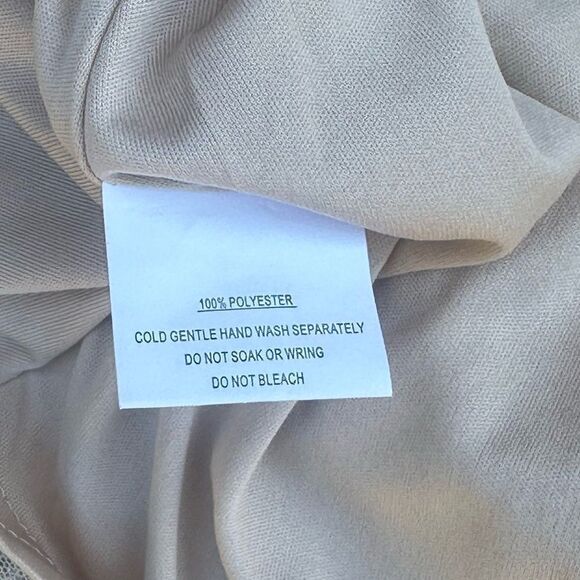 100% POLYESTER
COLD GENTLE HAND WASH SEPARATELY
DO NOT SOAK OR WRING
DO NOT BLEACH